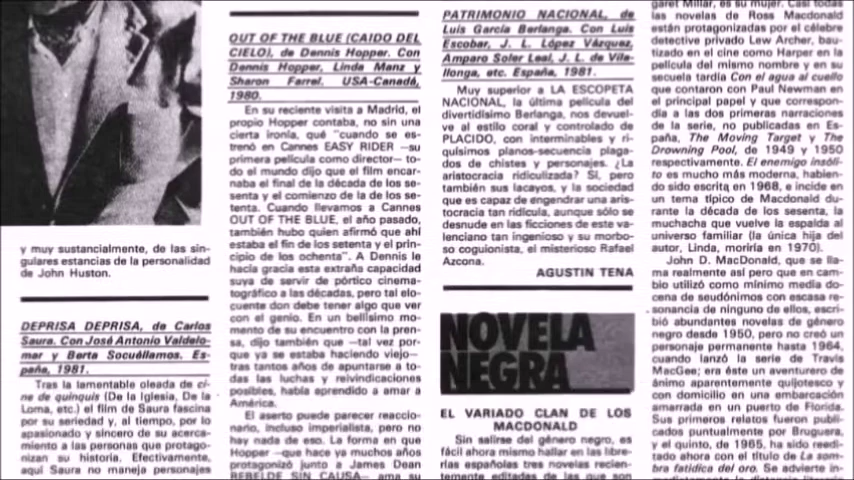 y muy sustancialmente, de las sin-
gulares estancias de la personalidad
de John Huston.
DEPRISA DEPRISA, de Carlos
Saura. Con José Antonio Valdelo-
mar y Berta Socuéllamos. Es-
paña, 1981.
Tras la lamentable oleada de ci-
ne de quinquis (De la Iglesia, De la
Loma, etc.) el film de Saura fascina
por su seriedad y, al tiempo, por lo
apasionado y sincero de su acerca-
miento a las personas que protago-
nizan su historia. Efectivamente,
aquí Saura no maneja personajes
OUT OF THE BLUE (CAIDO DEL
CIELO), de Dennis Hopper. Con
Dennis Hopper, Linda Manz y
Sharon Farrel. USA-Canadá,
1980.
En su reciente visita a Madrid, el
propio Hopper contaba, no sin una
cierta ironía, qué "cuando se es-
trenó en Cannes EASY RIDER —su
primera película como director— to-
do el mundo dijo que el film encar-
naba el final de la década de los se-
senta y el comienzo de la de los se-
tenta. Cuando llevamos a Cannes
OUT OF THE BLUE, el año pasado,
también hubo quien afirmó que ahí
estaba el fin de los setenta y el prin-
cipio de los ochenta". A Dennis le
hacía gracia esta extraña capacidad
suya de servir de pórtico cinema-
tográfico a las décadas, pero tal elo-
cuente don debe tener algo que ver
con el genio. En un bellísimo mo-
mento de su encuentro con la pren-
sa, dijo también que —tal vez por-
que ya se estaba haciendo viejo—
tras tantos años de apuntarse a to-
das las luchas y reivindicaciones
posibles, había aprendido a amar a
América.
El aserto puede parecer reaccio-
nario, incluso imperialista, pero no
hay nada de eso. La forma en que
Hopper —que hace ya muchos años
protagonizó junto a James Dean
REBELDE SIN CAUSA— ama su
PATRIMONIO NACIONAL, de
Luis García Berlanga. Con Luis
Escobar, J. L. López Vázquez,
Amparo Soler Leal, J. L. de Vila-
llonga, etc. España, 1981.
Muy superior a LA ESCOPETA
NACIONAL, la última película del
divertidísimo Berlanga, nos devuel-
ve al estilo coral y controlado de
PLACIDO, con interminables y ri-
quísimos planos-secuencia plaga-
dos de chistes y personajes. ¿La
aristocracia ridiculizada? Sí, pero
también sus lacayos, y la sociedad
que es capaz de engendrar una aris-
tocracia tan ridícula, aunque sólo se
desnude en las ficciones de este va-
lenciano tan ingenioso y su morbo-
so coguionista, el misterioso Rafael
Azcona.
AGUSTIN TENA
NOVELA
NEGRA
EL VARIADO CLAN DE LOS
MACDONALD
Sin salirse del género negro, es
fácil ahora mismo hallar en las libre-
rías españolas tres novelas recien-
temente editadas de las que son
garet Millar, es su mujer. Casi todas
las novelas de Ross Macdonald
están protagonizadas por el célebre
detective privado Lew Archer, bau-
tizado en el cine como Harper en la
película del mismo nombre y en su
secuela tardía Con el agua al cuello
que contaron con Paul Newman en
el principal papel y que correspon-
día a las dos primeras narraciones
de la serie, no publicadas en Es-
paña, The Moving Target y The
Drowning Pool, de 1949 y 1950
respectivamente. El enemigo insóli-
to es mucho más moderna, habien-
do sido escrita en 1968, e incide en
un tema típico de Macdonald du-
rante la década de los sesenta, la
muchacha que vuelve la espalda al
universo familiar (la única hija del
autor, Linda, moriría en 1970).
John D. MacDonald, que se lla-
ma realmente así pero que en cam-
bio utilizó como mínimo media do-
cena de seudónimos con escasa re-
sonancia de ninguno de ellos, escri-
bió abundantes novelas de género
negro desde 1950, pero no creó un
personaje permanente hasta 1964,
cuando lanzó la serie de Travis
MacGee; era éste un aventurero de
ánimo aparentemente quijotesco y
con domicilio en una embarcación
amarrada en un puerto de Florida.
Sus primeros relatos fueron publi-
cados puntualmente por Bruguera,
y el quinto, de 1965, ha sido reedi-
tado ahora con el título de La som-
bra fatídica del oro. Se advierte in-